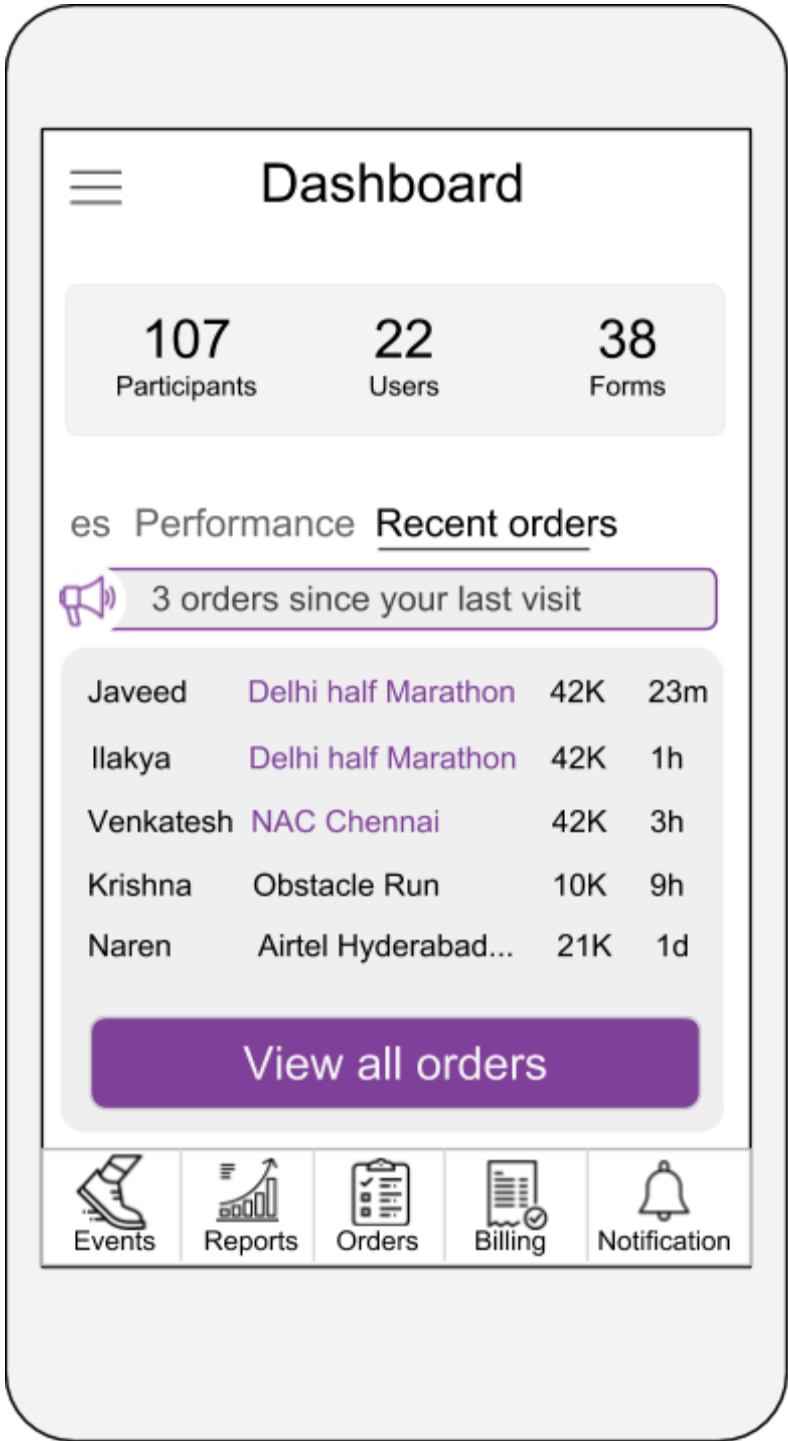 Dashboard
107 22 38
Participants Users Forms
es Performance Recent orders
3 orders since your last visit
Javeed Delhi half Marathon 42K 23m
Ilakya Delhi half Marathon 42K 1h
Venkatesh NAC Chennai 42K 3h
Krishna Obstacle Run 10K 9h
Naren Airtel Hyderabad... 21K 1d
View all orders
Events Reports Orders Billing Notification